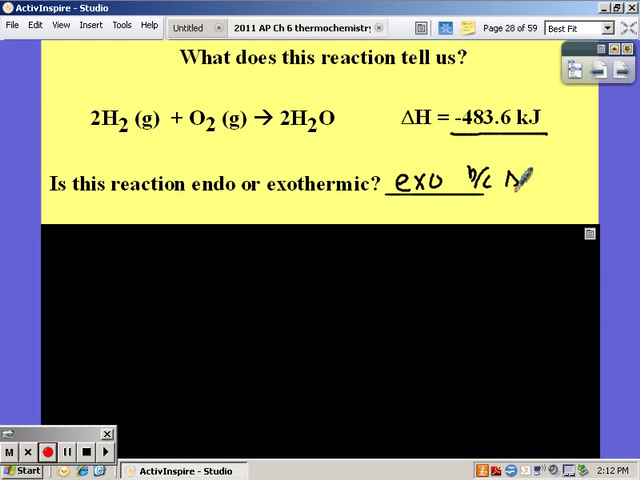 ActivInspire - Studio
File Edit View Insert Tools Help
Untitled
2011 AP Ch 6 thermochemistry
Page 28 of 59
Best Fit
What does this reaction tell us?
2H2 (g) + O2 (g) → 2H2O ΔH = -483.6 kJ
Is this reaction endo or exothermic? exo b/c
M
Start
ActivInspire - Studio
2:12 PM